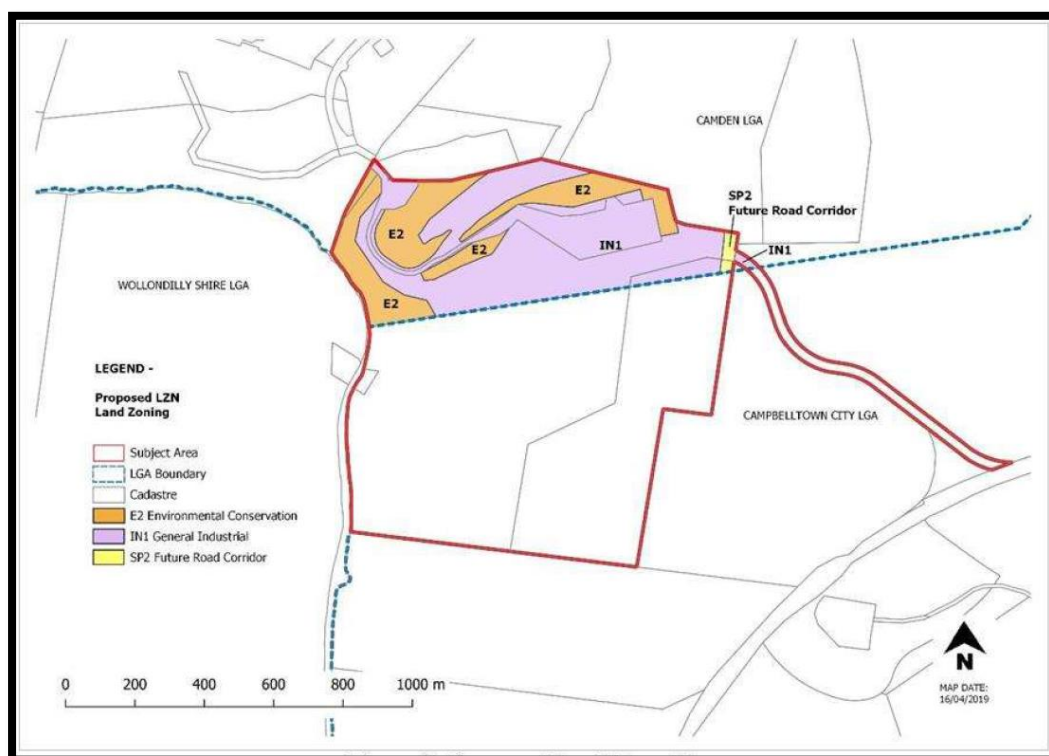 CAMDEN LGA
SP2
Future Road Corridor
E2
E2
E2
E2
IN1
IN1
WOLLONDILLY SHIRE LGA
CAMPBELLTOWN CITY LGA
LEGEND -
Proposed LZN
Land Zoning
Subject Area
LGA Boundary
Cadastre
E2 Environmental Conservation
IN1 General Industrial
SP2 Future Road Corridor
0 200 400 600 800 1000 m
N
MAP DATE:
16/04/2019